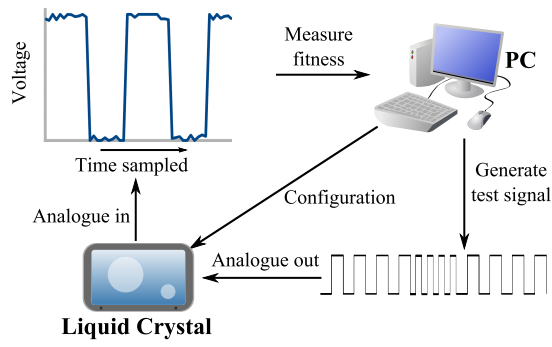 Voltage
Time sampled
Measure
fitness
PC
Generate
test signal
Configuration
Analogue in
Analogue out
Liquid Crystal